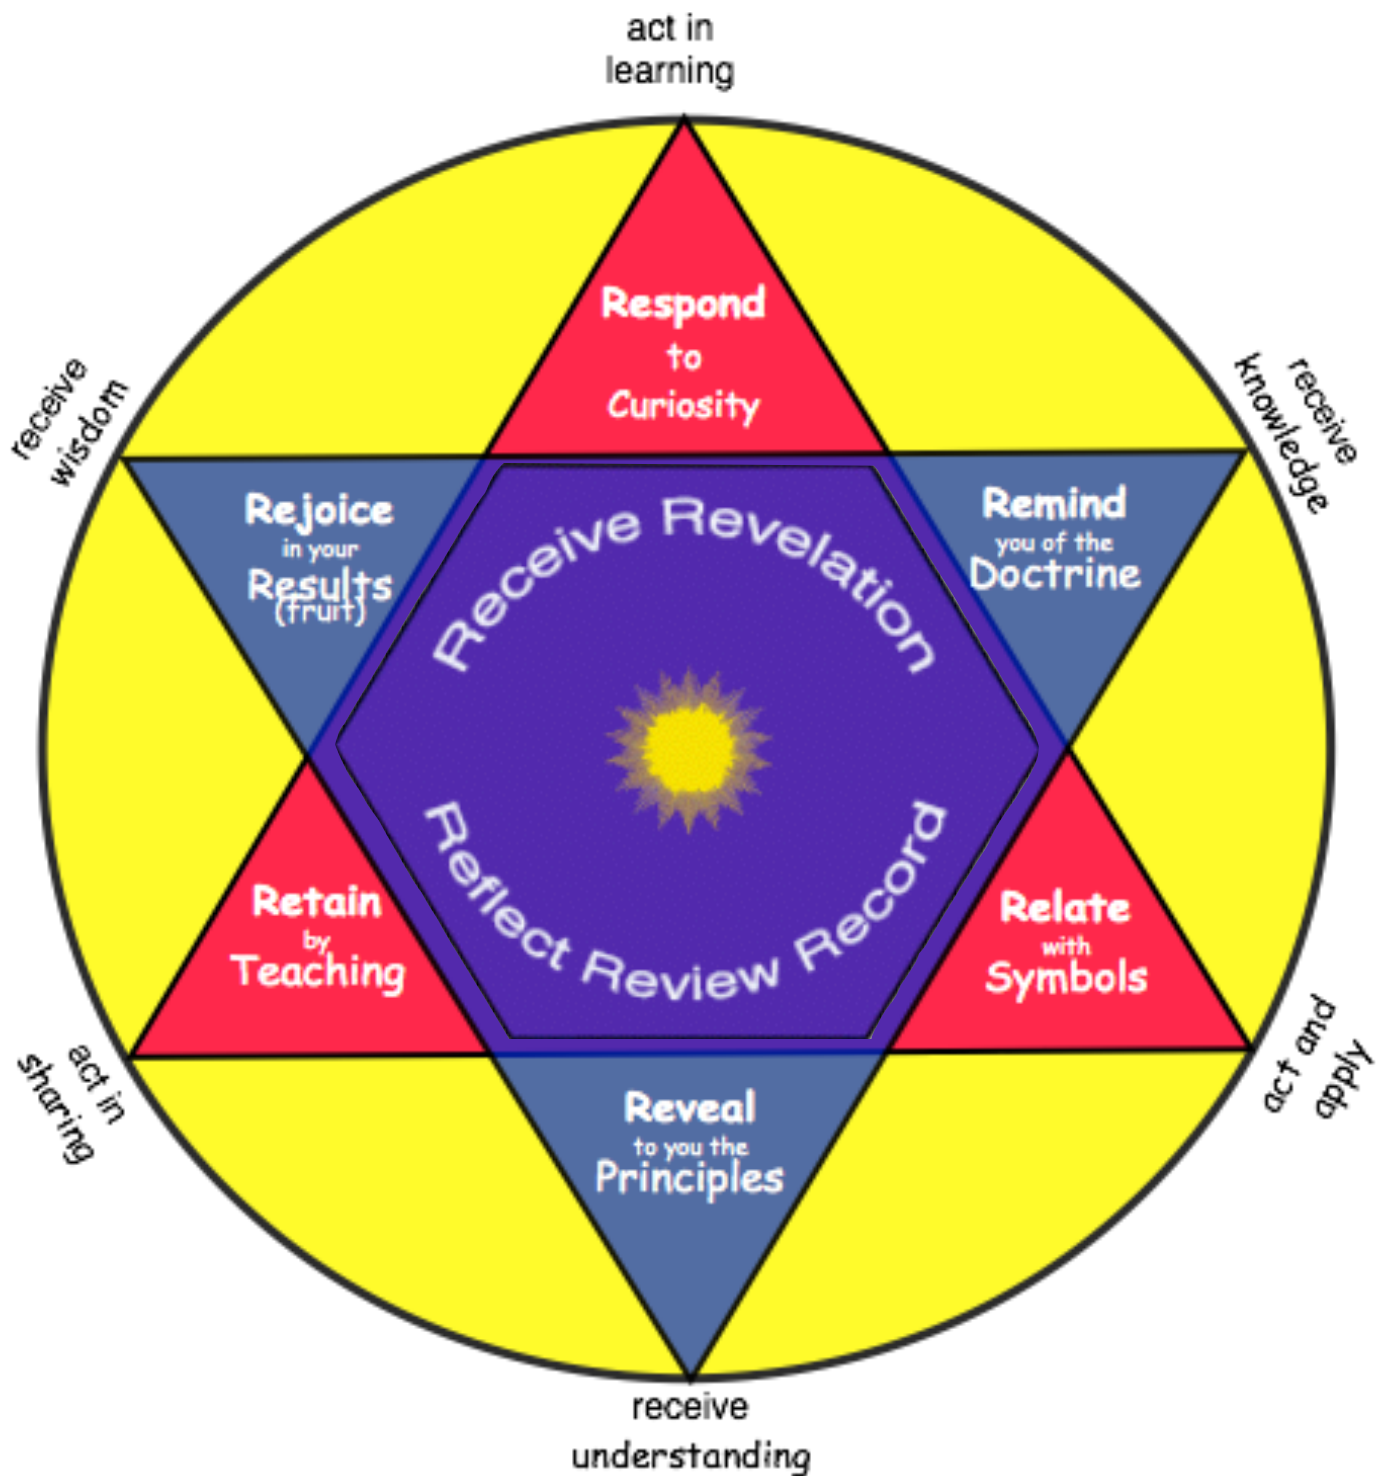 act in
learning
Respond
to
Curiosity
receive
knowledge
Remind
you of the
Doctrine
Relate
with
Symbols
act and
apply
Reveal
to you the
Principles
receive
understanding
Retain
by
Teaching
act in
sharing
Rejoice
in your
Results
(fruit)
receive
wisdom
Receive Revelation
Reflect Review Record